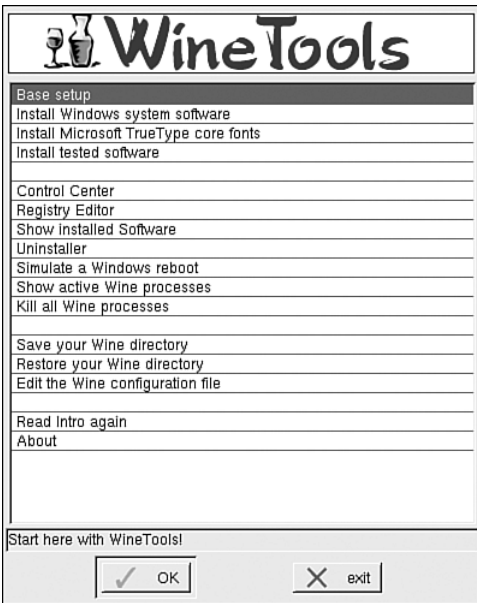 WineTools
Base setup
Install Windows system software
Install Microsoft TrueType core fonts
Install tested software
Control Center
Registry Editor
Show installed Software
Uninstaller
Simulate a Windows reboot
Show active Wine processes
Kill all Wine processes
Save your Wine directory
Restore your Wine directory
Edit the Wine configuration file
Read Intro again
About
Start here with WineTools!
OK
exit